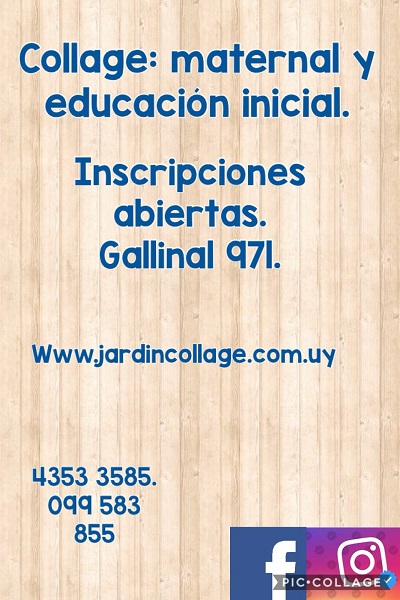 Collage: maternal y
educación inicial.
Inscripciones
abiertas.
Gallinal 971.
Www.jardincollage.com.uy
4353 3585.
099 583
855
PIC•COLLAGE